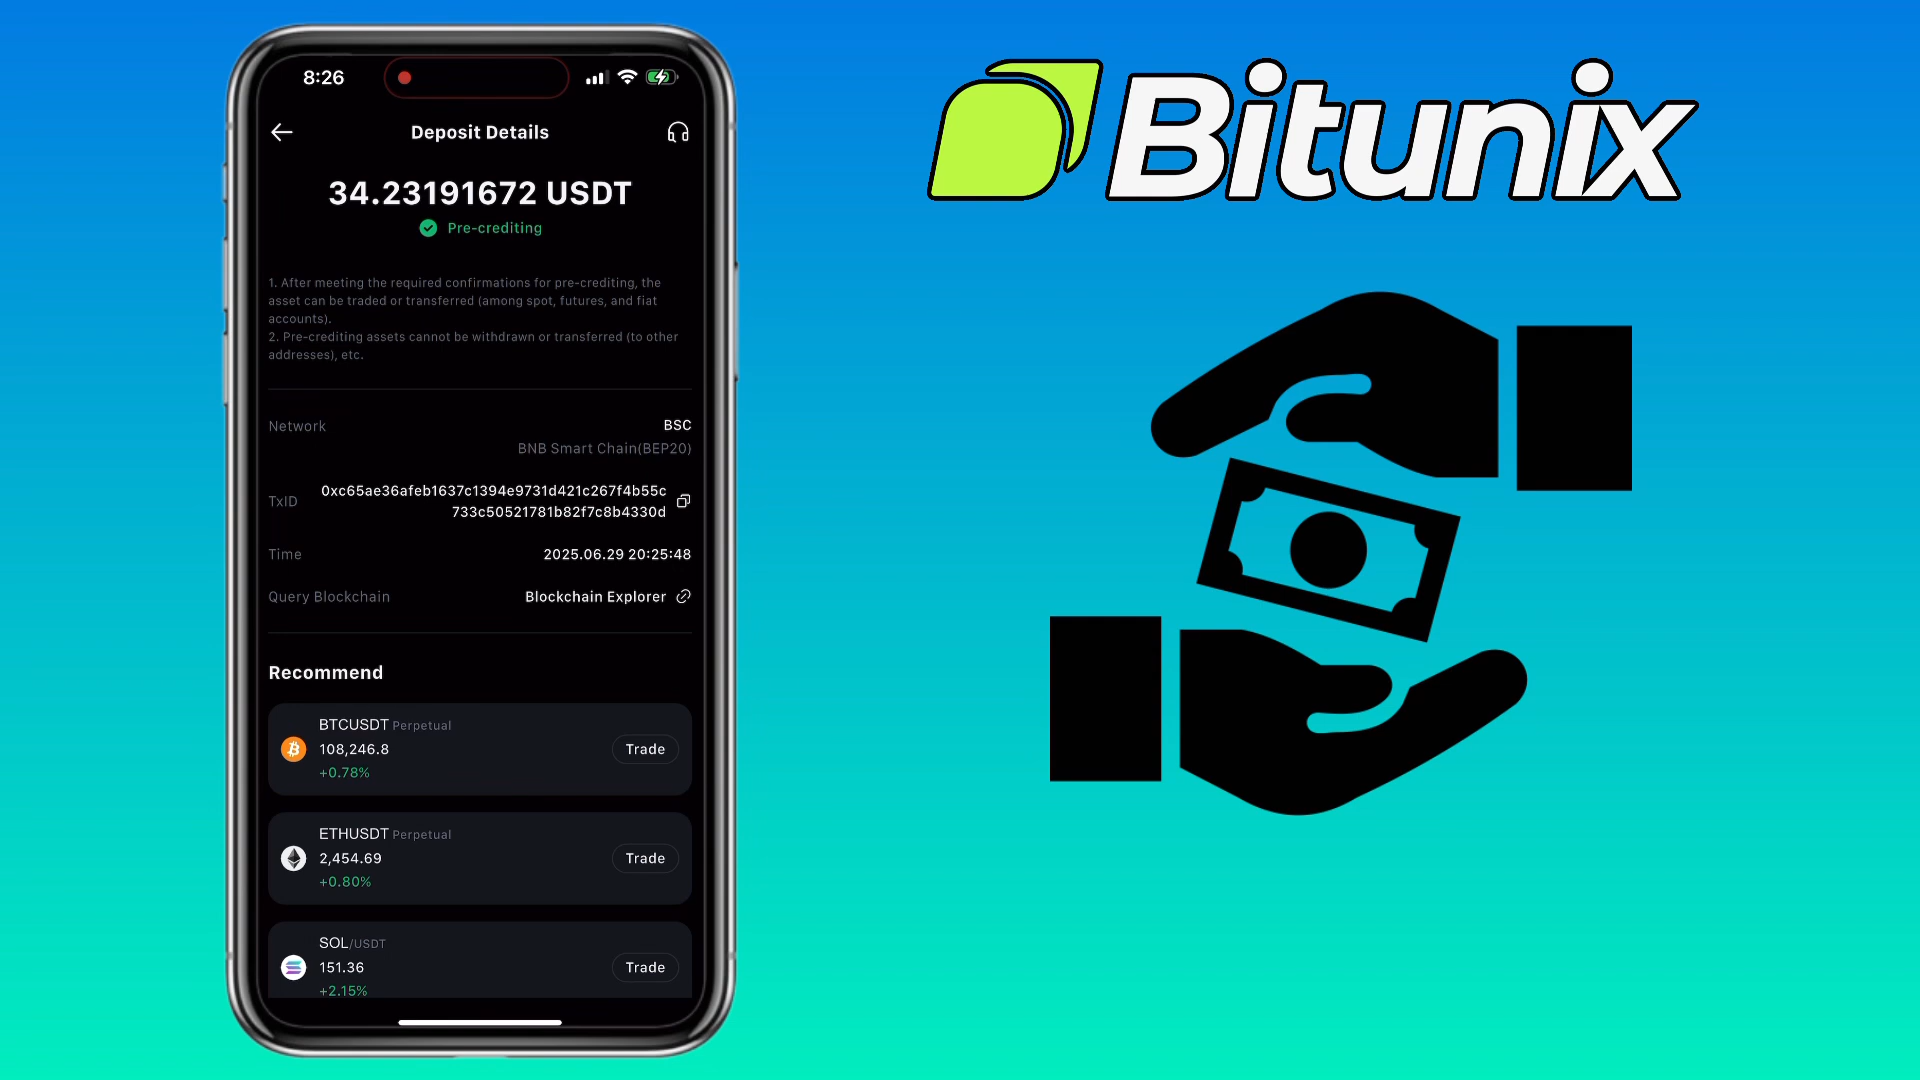 8:26
Deposit Details
34.23191672 USDT
Pre-crediting
1. After meeting the required confirmations for pre-crediting, the
asset can be traded or transferred (among spot, futures, and fiat
accounts).
2. Pre-crediting assets cannot be withdrawn or transferred (to other
addresses), etc.
Network BSC
BNB Smart Chain(BEP20)
TxID 0xc65ae36afeb1637c1394e9731d421c267f4b55c
733c50521781b82f7c8b4330d
Time 2025.06.29 20:25:48
Query Blockchain Blockchain Explorer
Recommend
BTCUSDT Perpetual
108,246.8 Trade
+0.78%
ETHUSDT Perpetual
2,454.69 Trade
+0.80%
SOL/USDT
151.36 Trade
+2.15%
Bitunix